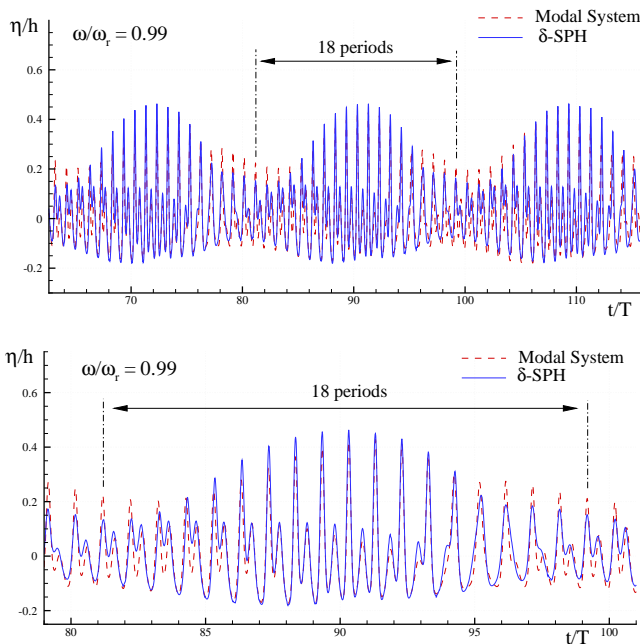 η/h
ω/ωr = 0.99
Modal System
δ-SPH
18 periods
0.6
0.4
0.2
0
-0.2
70
80
90
100
110
t/T
η/h
ω/ωr = 0.99
Modal System
δ-SPH
18 periods
0.6
0.4
0.2
0
-0.2
80
85
90
95
100
t/T